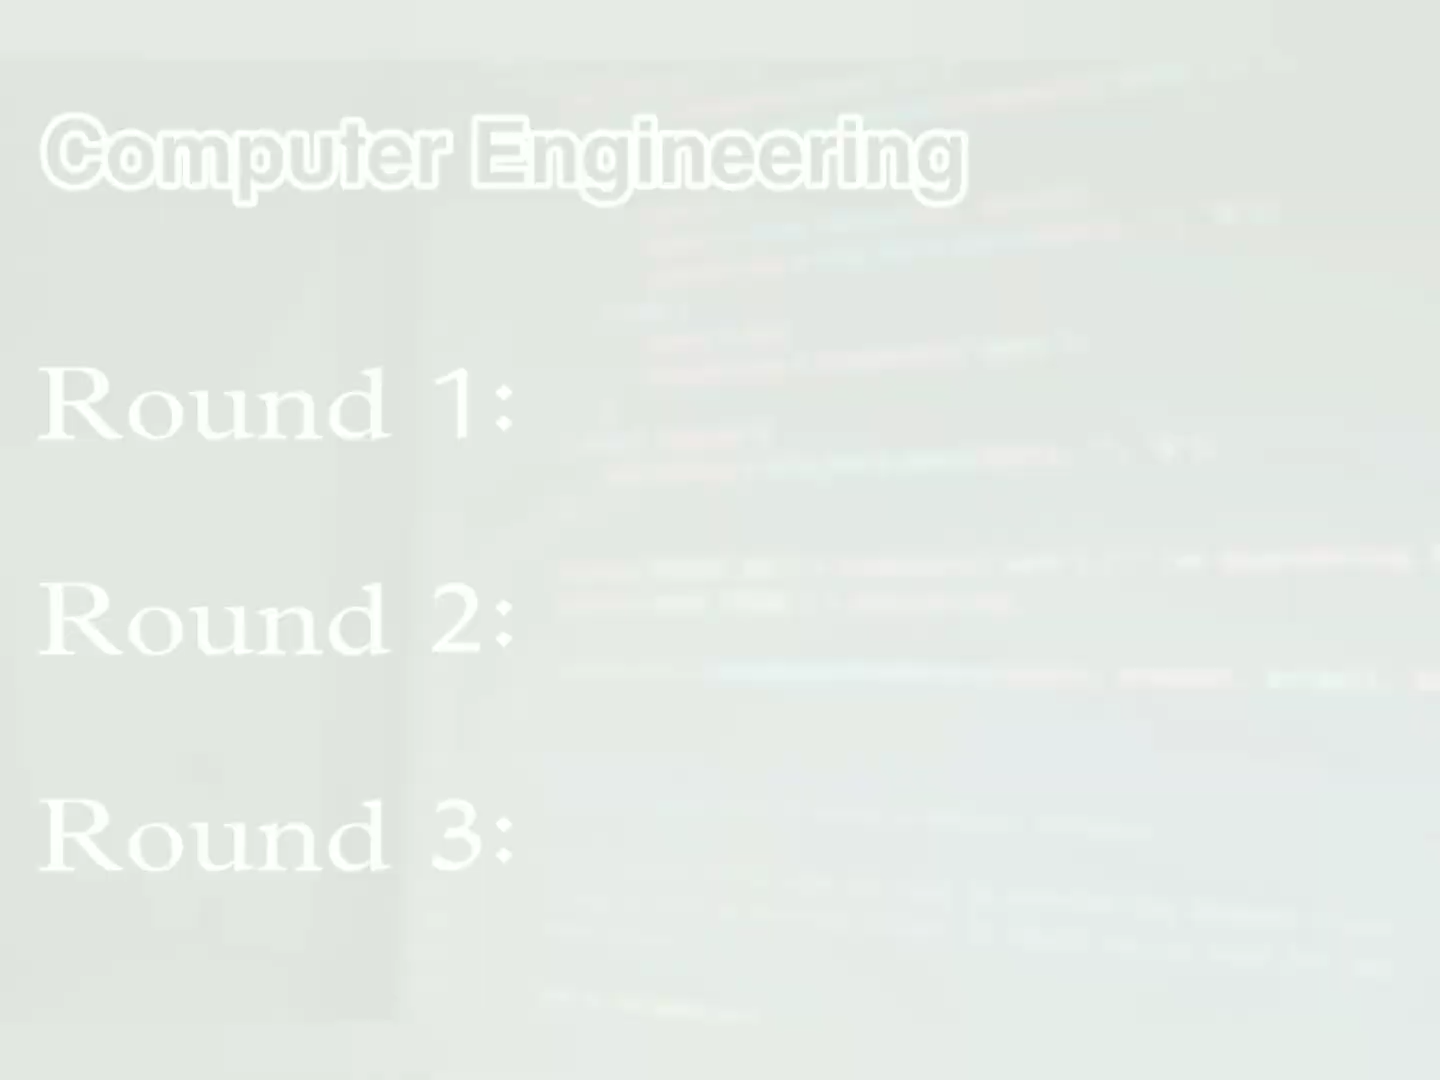 Computer Engineering
Round 1:
Round 2:
Round 3: